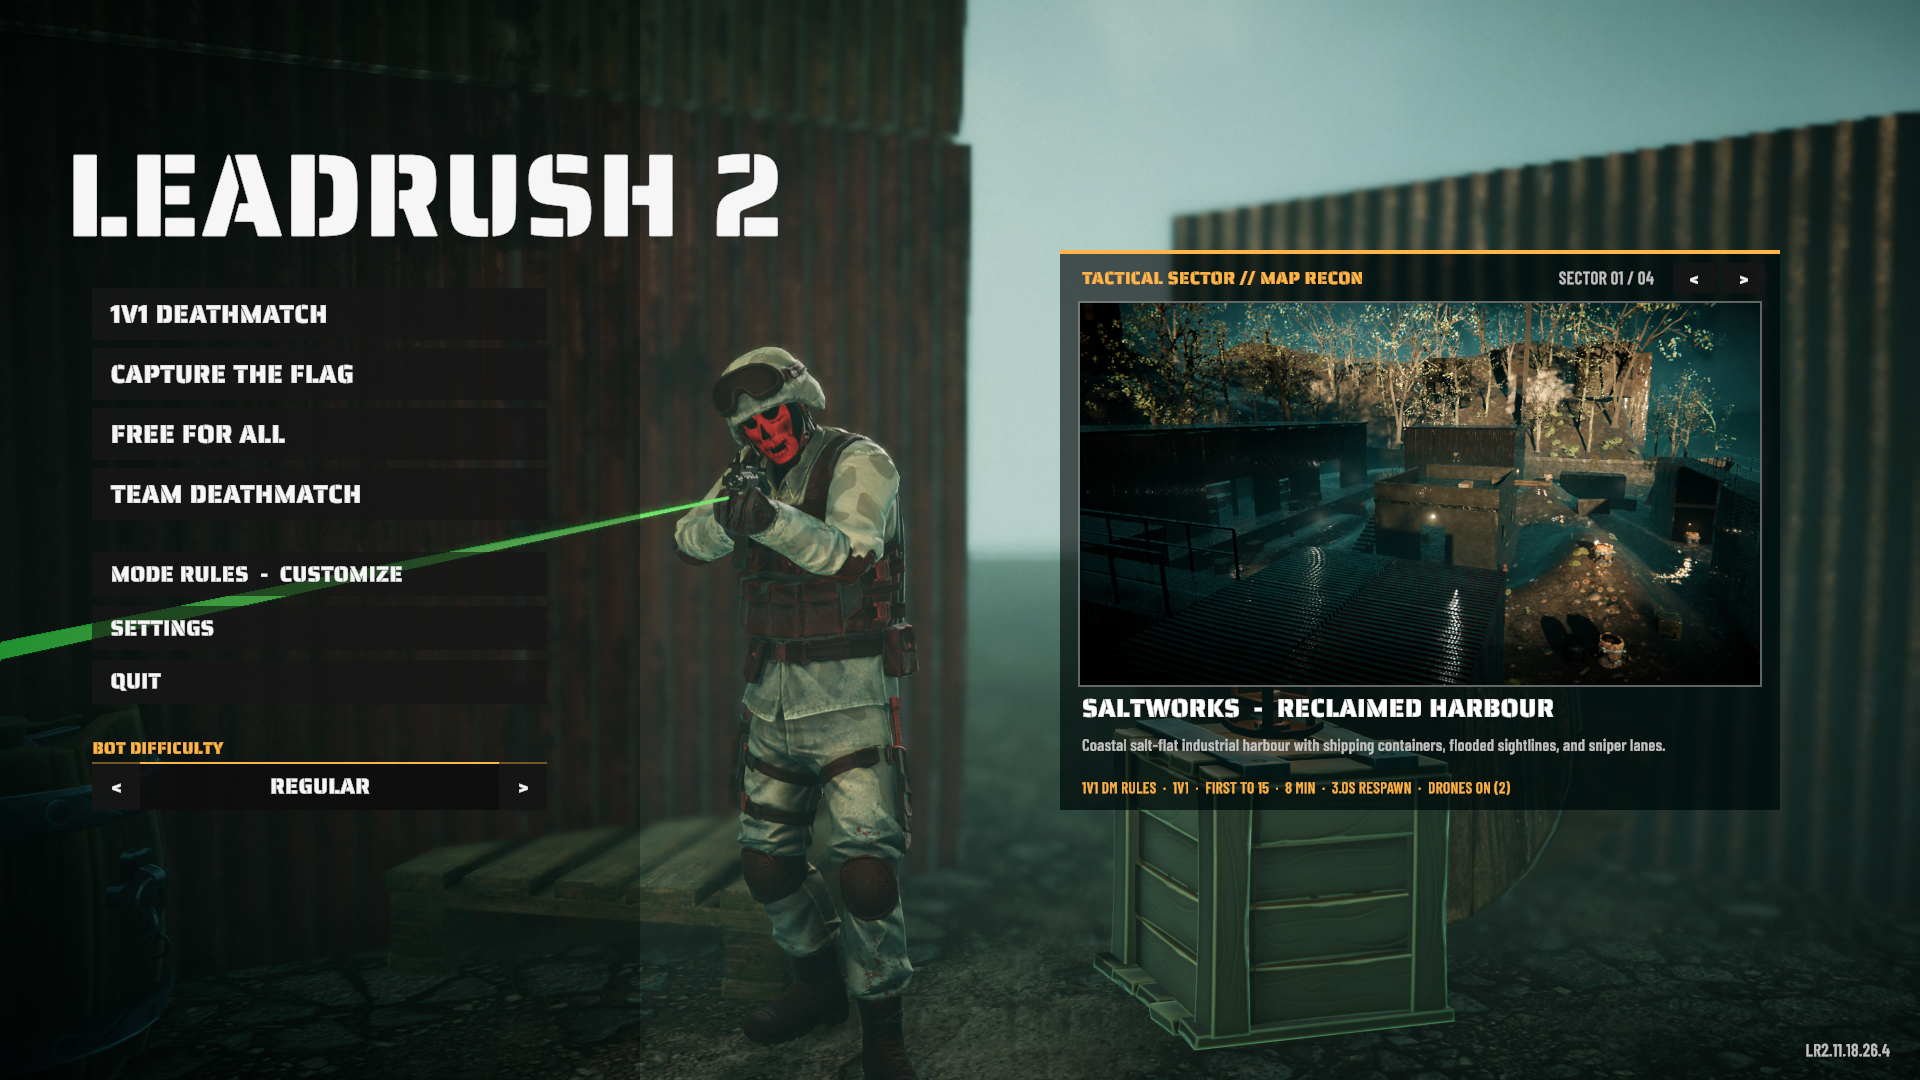 LEADRUSH 2
1V1 DEATHMATCH
CAPTURE THE FLAG
FREE FOR ALL
TEAM DEATHMATCH
MODE RULES - CUSTOMIZE
SETTINGS
QUIT
BOT DIFFICULTY
< REGULAR >
TACTICAL SECTOR // MAP RECON SECTOR 01 / 04 < >
SALTWORKS - RECLAIMED HARBOUR
Coastal salt-flat industrial harbour with shipping containers, flooded sightlines, and sniper lanes.
1V1 DM RULES · 1V1 · FIRST TO 15 · 8 MIN · 3.0S RESPAWN · DRONES ON (2)
LR2.11.18.26.4